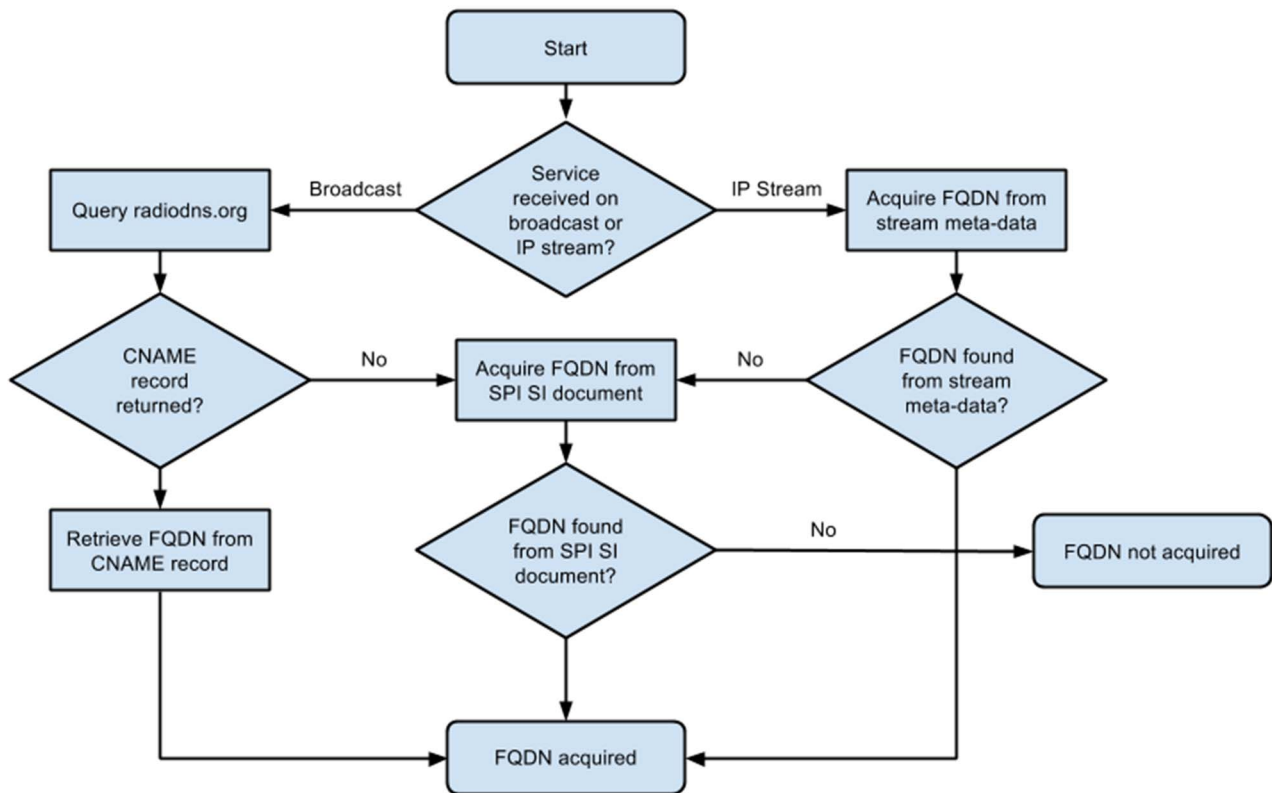 Start
Service
received on
broadcast or
IP stream?
Broadcast
IP Stream
Query radiodns.org
Acquire FQDN from
stream meta-data
CNAME
record
returned?
No
Acquire FQDN from
SPI SI document
No
FQDN found
from stream
meta-data?
Retrieve FQDN from
CNAME record
FQDN found
from SPI SI
document?
No
FQDN not acquired
FQDN acquired